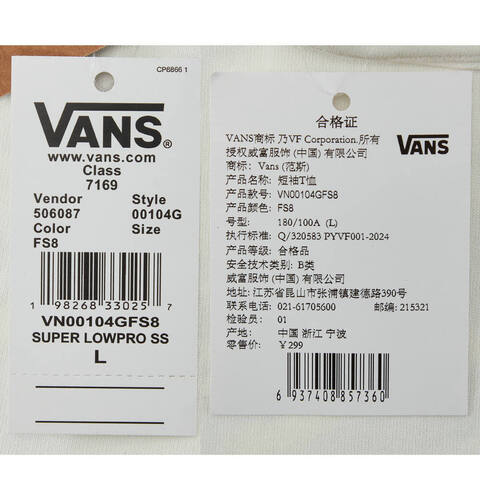 CP6866 1
VANS®
www.vans.com
Class
7169
Vendor Style
506087 00104G
Color Size
FS8
1 98268 33025 7
VN00104GFS8
SUPER LOWPRO SS
L
合格证
VANS商标 乃VF Corporation.所有
授权威富服饰 (中国) 有限公司
VANS
商标: Vans (范斯)
产品名称: 短袖T恤
产品款号: VN00104GFS8
产品颜色: FS8
号型: 180/100A (L)
执行标准: Q/320583 PYVF001-2024
产品等级: 合格品
安全技术类别: B类
威富服饰 (中国) 有限公司
地址: 江苏省昆山市张浦镇建德路390号
联系电话: 021-61705600 邮编: 215321
检验员: 01
产地: 中国 浙江 宁波
零售价: ¥299
6 937408 857360